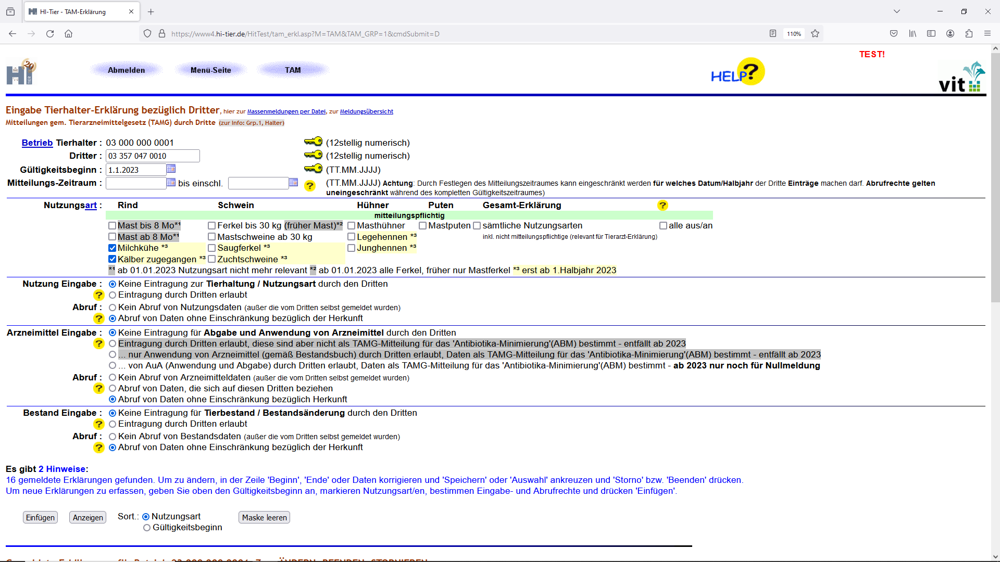 HI-Tier - TAM-Erklärung
https://www4.hi-tier.de/HitTest/tam_erkl.asp?M=TAM&TAM_GRP=1&cmdSubmit=D
110%
TEST!
HI TIER 20
Abmelden Menü-Seite TAM
HELP?
vit
Eingabe Tierhalter-Erklärung bezüglich Dritter, hier zur Massenmeldungen per Datei, zur Meldungsübersicht
Mitteilungen gem. Tierarzneimittelgesetz (TAMG) durch Dritte (zur Info: Grp.1, Halter)
Betrieb Tierhalter : 03 000 000 0001 (12stellig numerisch)
Dritter : 03 357 047 0010 (12stellig numerisch)
Gültigkeitsbeginn : 1.1.2023 (TT.MM.JJJJ)
Mitteilungs-Zeitraum : bis einschl. ? (TT.MM.JJJJ) Achtung: Durch Festlegen des Mitteilungszeitraumes kann eingeschränkt werden für welches Datum/Halbjahr der Dritte Einträge machen darf. Abrufrechte gelten
uneingeschränkt während des kompletten Gültigkeitszeitraumes)
Nutzungsart : Rind Schwein Hühner Puten Gesamt-Erklärung ?
mitteilungspflichtig
Mast bis 8 Mo*¹ Ferkel bis 30 kg (früher Mast)*² Masthühner Mastputen sämtliche Nutzungsarten alle aus/an
Mast ab 8 Mo*¹ Mastschweine ab 30 kg Legehennen *³ inkl. nicht mitteilungspflichtige (relevant für Tierarzt-Erklärung)
Milchkühe *³ Saugferkel *³ Junghennen *³
Kälber zugegangen *³ Zuchtschweine *³
*¹ ab 01.01.2023 Nutzungsart nicht mehr relevant *² ab 01.01.2023 alle Ferkel, früher nur Mastferkel *³ erst ab 1.Halbjahr 2023
Nutzung Eingabe : Keine Eintragung zur Tierhaltung / Nutzungsart durch den Dritten
? Eintragung durch Dritten erlaubt
Abruf : Kein Abruf von Nutzungsdaten (außer die vom Dritten selbst gemeldet wurden)
? Abruf von Daten ohne Einschränkung bezüglich der Herkunft
Arzneimittel Eingabe : Keine Eintragung für Abgabe und Anwendung von Arzneimittel durch den Dritten
? Eintragung durch Dritten erlaubt, diese sind aber nicht als TAMG-Mitteilung für das 'Antibiotika-Minimierung'(ABM) bestimmt - entfällt ab 2023
... nur Anwendung von Arzneimittel (gemäß Bestandsbuch) durch Dritten erlaubt, Daten als TAMG-Mitteilung für das 'Antibiotika-Minimierung'(ABM) bestimmt - entfällt ab 2023
... von AuA (Anwendung und Abgabe) durch Dritten erlaubt, Daten als TAMG-Mitteilung für das 'Antibiotika-Minimierung'(ABM) bestimmt - ab 2023 nur noch für Nullmeldung
Abruf : Kein Abruf von Arzneimitteldaten (außer die vom Dritten selbst gemeldet wurden)
? Abruf von Daten, die sich auf diesen Dritten beziehen
Abruf von Daten ohne Einschränkung bezüglich Herkunft
Bestand Eingabe : Keine Eintragung für Tierbestand / Bestandsänderung durch den Dritten
? Eintragung durch Dritten erlaubt
Abruf : Kein Abruf von Bestandsdaten (außer die vom Dritten selbst gemeldet wurden)
? Abruf von Daten ohne Einschränkung bezüglich der Herkunft
Es gibt 2 Hinweise:
16 gemeldete Erklärungen gefunden. Um zu ändern, in der Zeile 'Beginn', 'Ende' oder Daten korrigieren und 'Speichern' oder 'Auswahl' ankreuzen und 'Storno' bzw. 'Beenden' drücken.
Um neue Erklärungen zu erfassen, geben Sie oben den Gültigkeitsbeginn an, markieren Nutzungsart/en, bestimmen Eingabe- und Abrufrechte und drücken 'Einfügen'.
Einfügen Anzeigen Sort.: Nutzungsart Maske leeren
Gültigkeitsbeginn